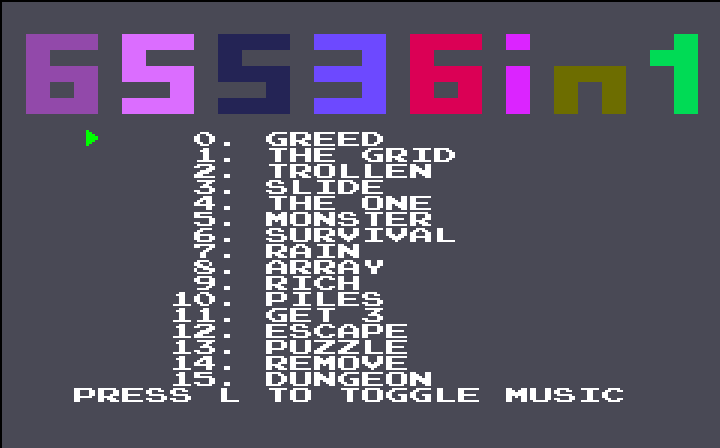 65536in1
0. GREED
1. THE GRID
2. TROLLEN
3. SLIDE
4. THE ONE
5. MONSTER
6. SURVIVAL
7. RAIN
8. ARRAY
9. RICH
10. PILES
11. GET 3
12. ESCAPE
13. PUZZLE
14. REMOVE
15. DUNGEON
PRESS L TO TOGGLE MUSIC